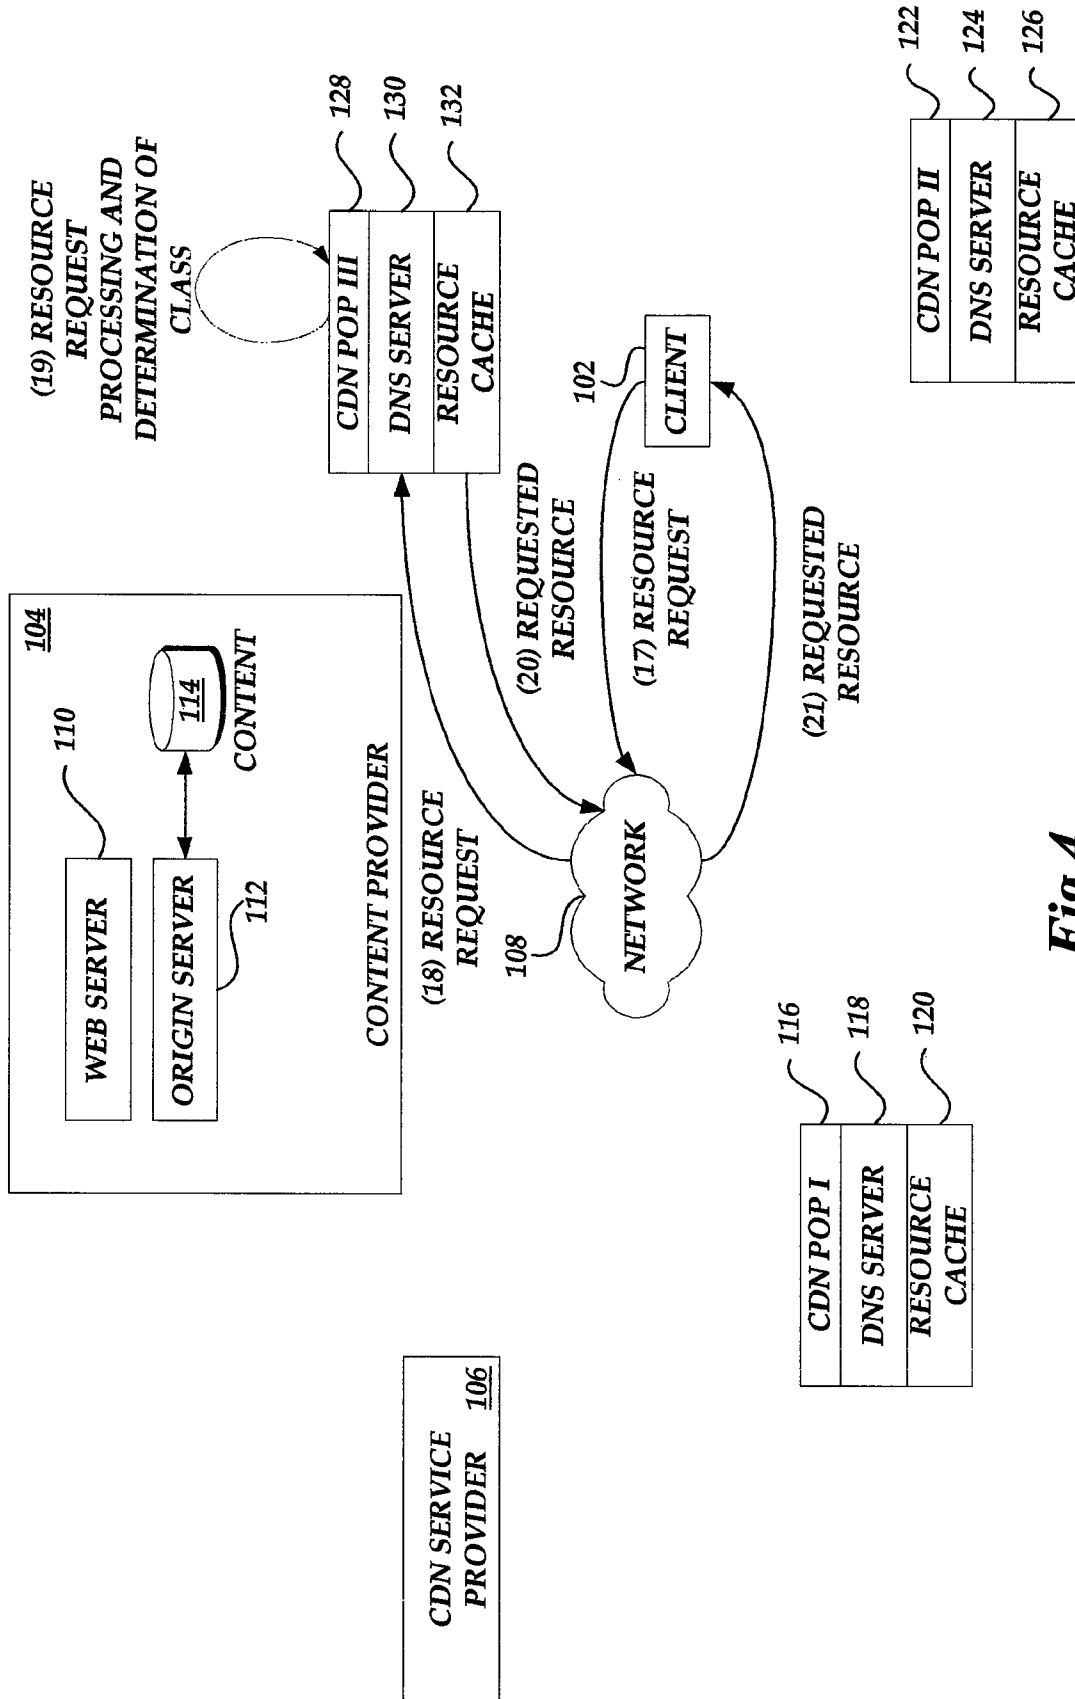 104
WEB SERVER
110
ORIGIN SERVER
112
114
CONTENT
CONTENT PROVIDER
(19) RESOURCE
REQUEST
PROCESSING AND
DETERMINATION OF
CLASS
CDN POP III
128
DNS SERVER
130
RESOURCE
CACHE
132
CDN SERVICE
PROVIDER
106
(18) RESOURCE
REQUEST
(20) REQUESTED
RESOURCE
108
NETWORK
(17) RESOURCE
REQUEST
102
CLIENT
(21) REQUESTED
RESOURCE
CDN POP I
116
DNS SERVER
118
RESOURCE
CACHE
120
CDN POP II
122
DNS SERVER
124
RESOURCE
CACHE
126
Fig.4.